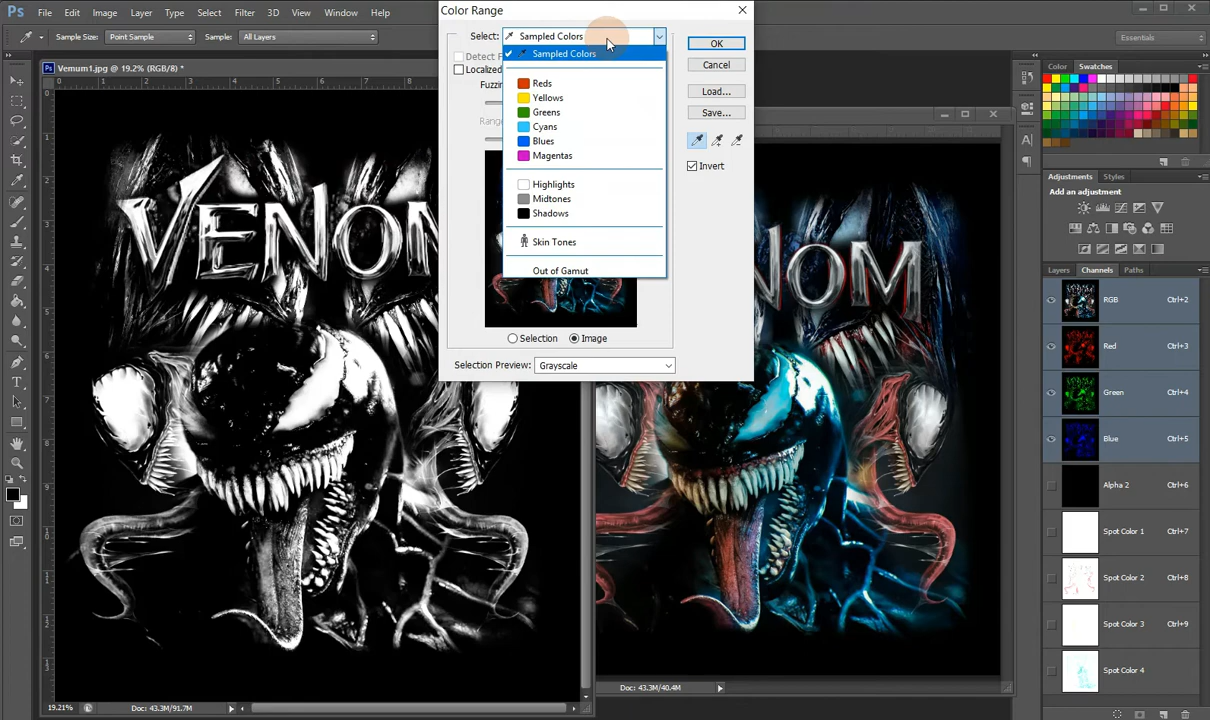 Ps File Edit Image Layer Type Select Filter 3D View Window Help
Sample Size: Point Sample Sample: All Layers Essentials
Color Range
Select: Sampled Colors
Sampled Colors
Reds
Yellows
Greens
Cyans
Blues
Magentas
Highlights
Midtones
Shadows
Skin Tones
Out of Gamut
Detect F
Localized
Fuzzin
Rang
OK
Cancel
Load...
Save...
Invert
Selection Image
Selection Preview: Grayscale
Vemum1.jpg @ 19.2% (RGB/8) *
VENOM
19.21% Doc: 43.3M/91.7M
Doc: 43.3M/40.4M
Color Swatches
Adjustments Styles
Add an adjustment
Layers Channels Paths
RGB Ctrl+2
Red Ctrl+3
Green Ctrl+4
Blue Ctrl+5
Alpha 2 Ctrl+6
Spot Color 1 Ctrl+7
Spot Color 2 Ctrl+8
Spot Color 3 Ctrl+9
Spot Color 4